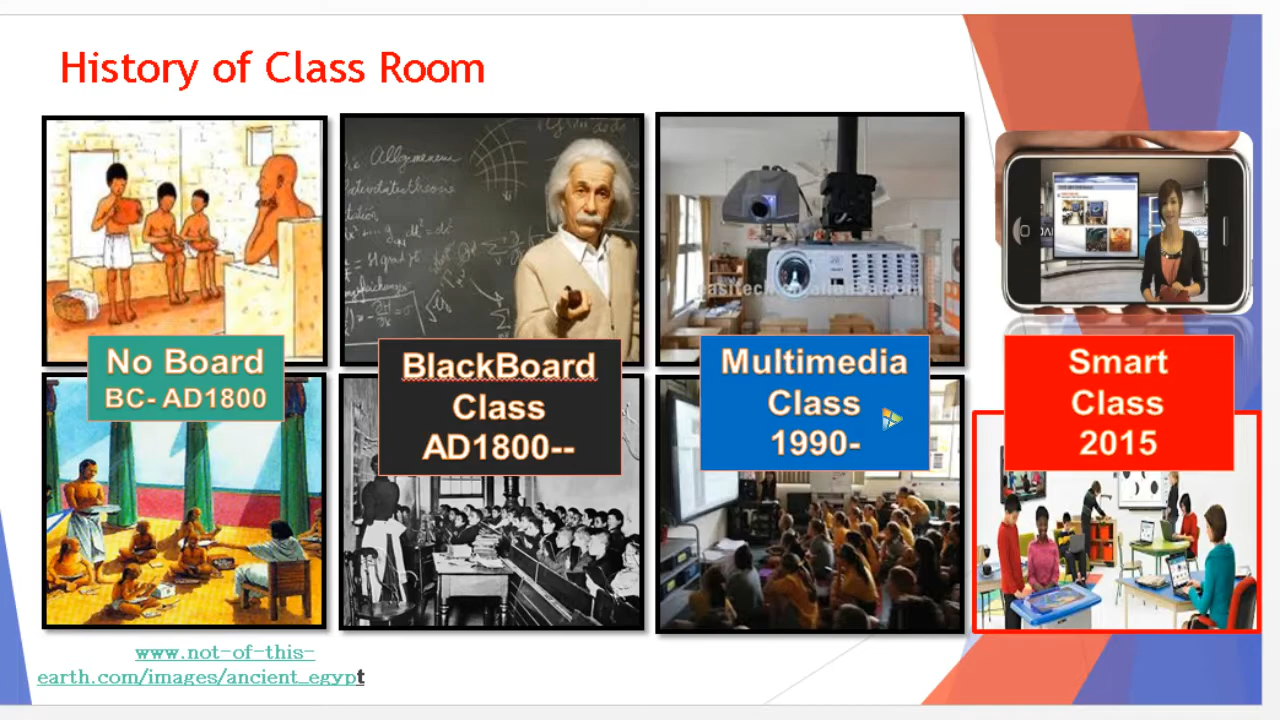 History of Class Room
No Board
BC- AD1800
BlackBoard
Class
AD1800--
Multimedia
Class
1990-
Smart
Class
2015
www.not-of-this-
earth.com/images/ancient_egypt